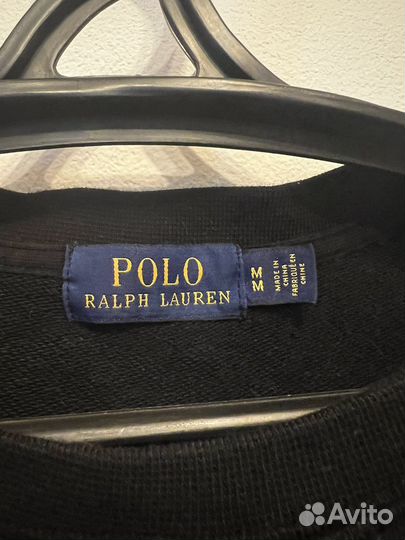 POLO
RALPH LAUREN
M
M
MADE IN
CHINA
FABRIQUÉ EN
CHINE
Avito